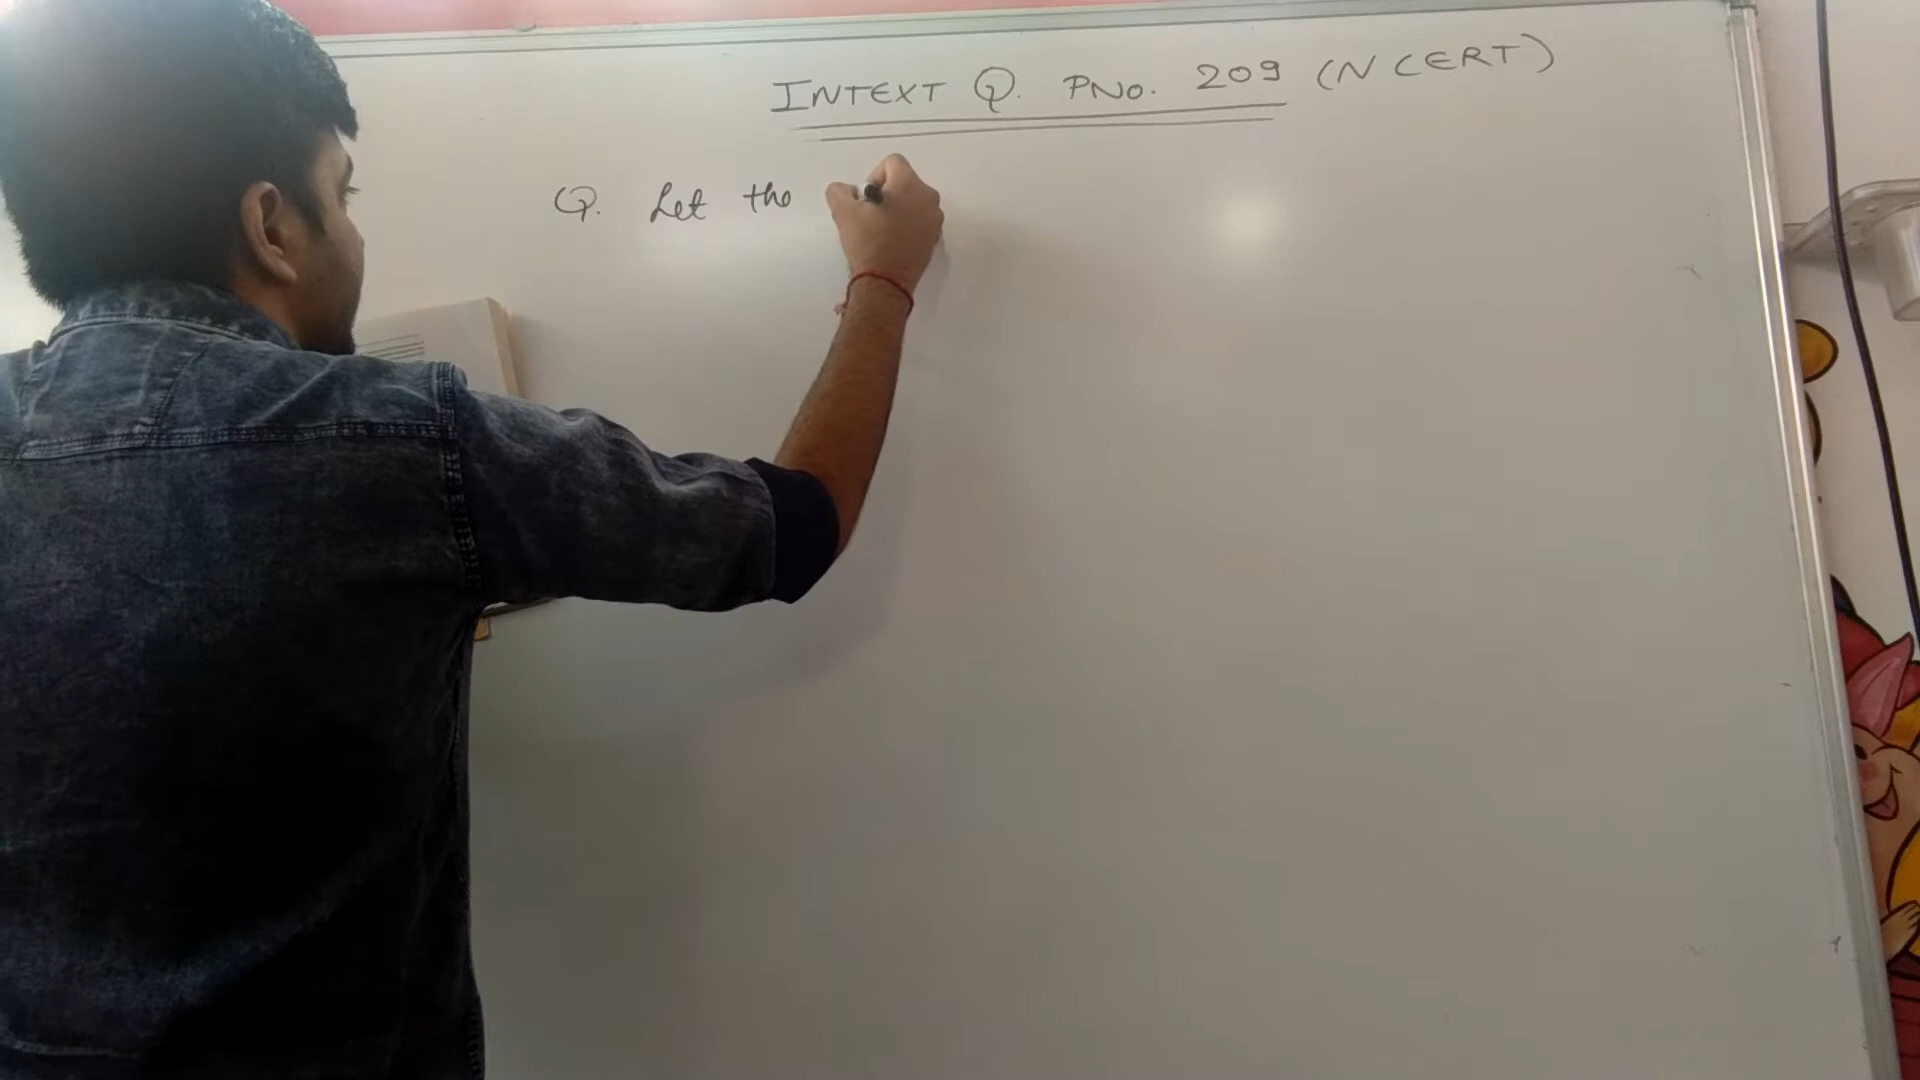 INTEXT Q. PNo. 209 (NCERT)
Q. Let the